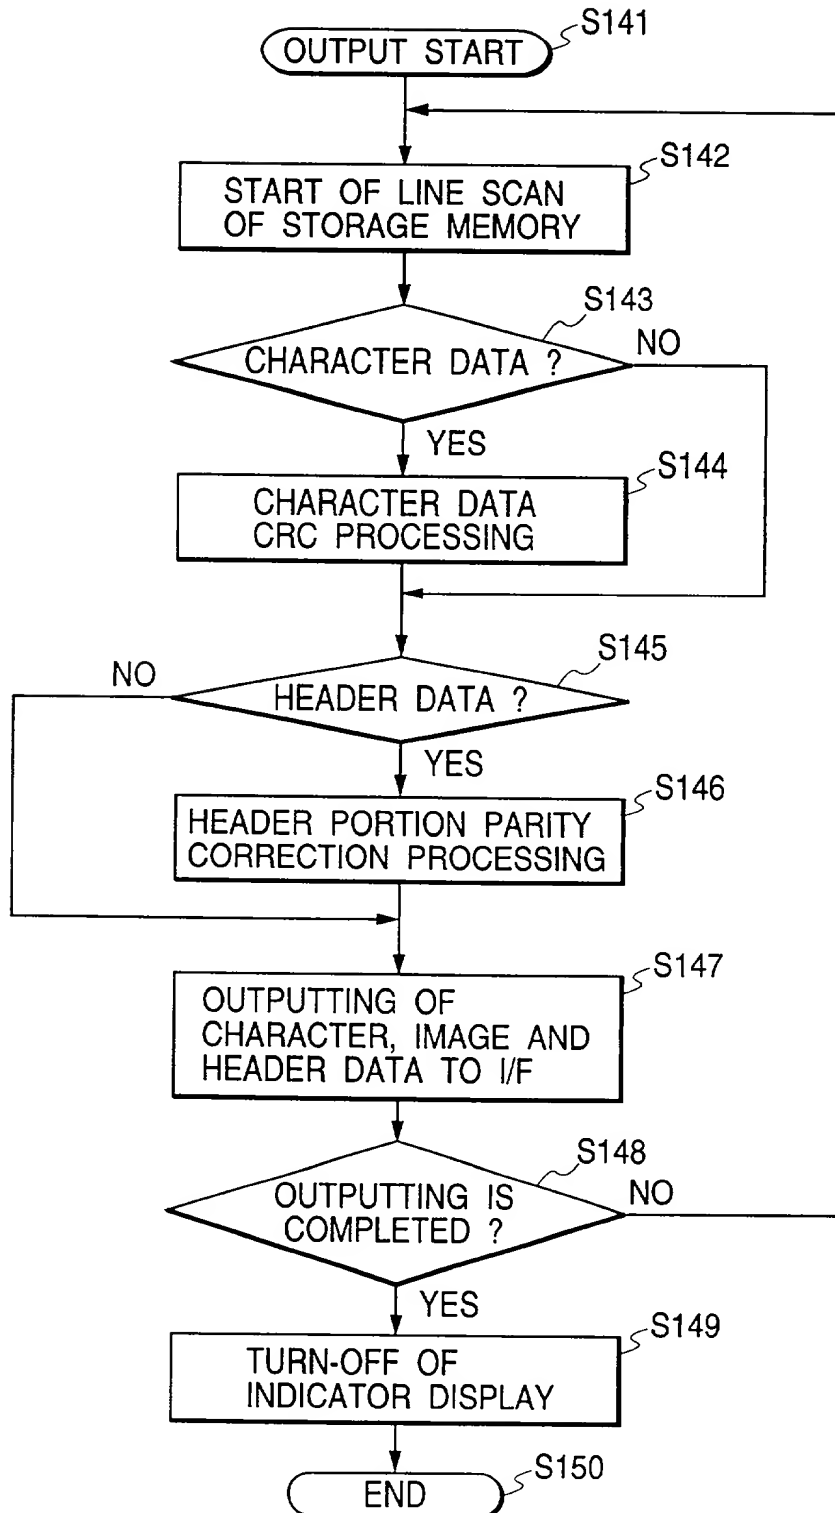 S141
OUTPUT START
S142
START OF LINE SCAN
OF STORAGE MEMORY
S143
CHARACTER DATA ?
NO
YES
S144
CHARACTER DATA
CRC PROCESSING
S145
NO
HEADER DATA ?
YES
S146
HEADER PORTION PARITY
CORRECTION PROCESSING
S147
OUTPUTTING OF
CHARACTER, IMAGE AND
HEADER DATA TO I/F
S148
OUTPUTTING IS
COMPLETED ?
NO
YES
S149
TURN-OFF OF
INDICATOR DISPLAY
S150
END